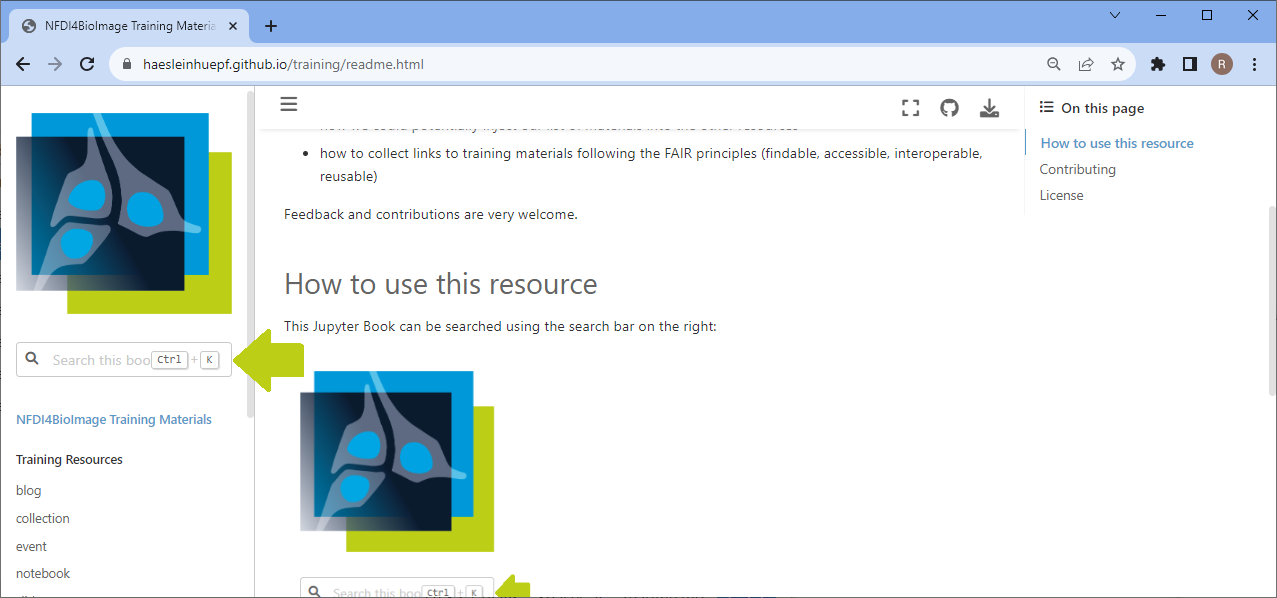 NFDI4BioImage Training Materia
haesleinhuepf.github.io/training/readme.html
R
Search this boo Ctrl + K
NFDI4BioImage Training Materials
Training Resources
blog
collection
event
notebook
how we could potentially inject our list of materials into the other resources
how to collect links to training materials following the FAIR principles (findable, accessible, interoperable,
reusable)
Feedback and contributions are very welcome.
How to use this resource
This Jupyter Book can be searched using the search bar on the right:
Search this boo Ctrl + K
On this page
How to use this resource
Contributing
License